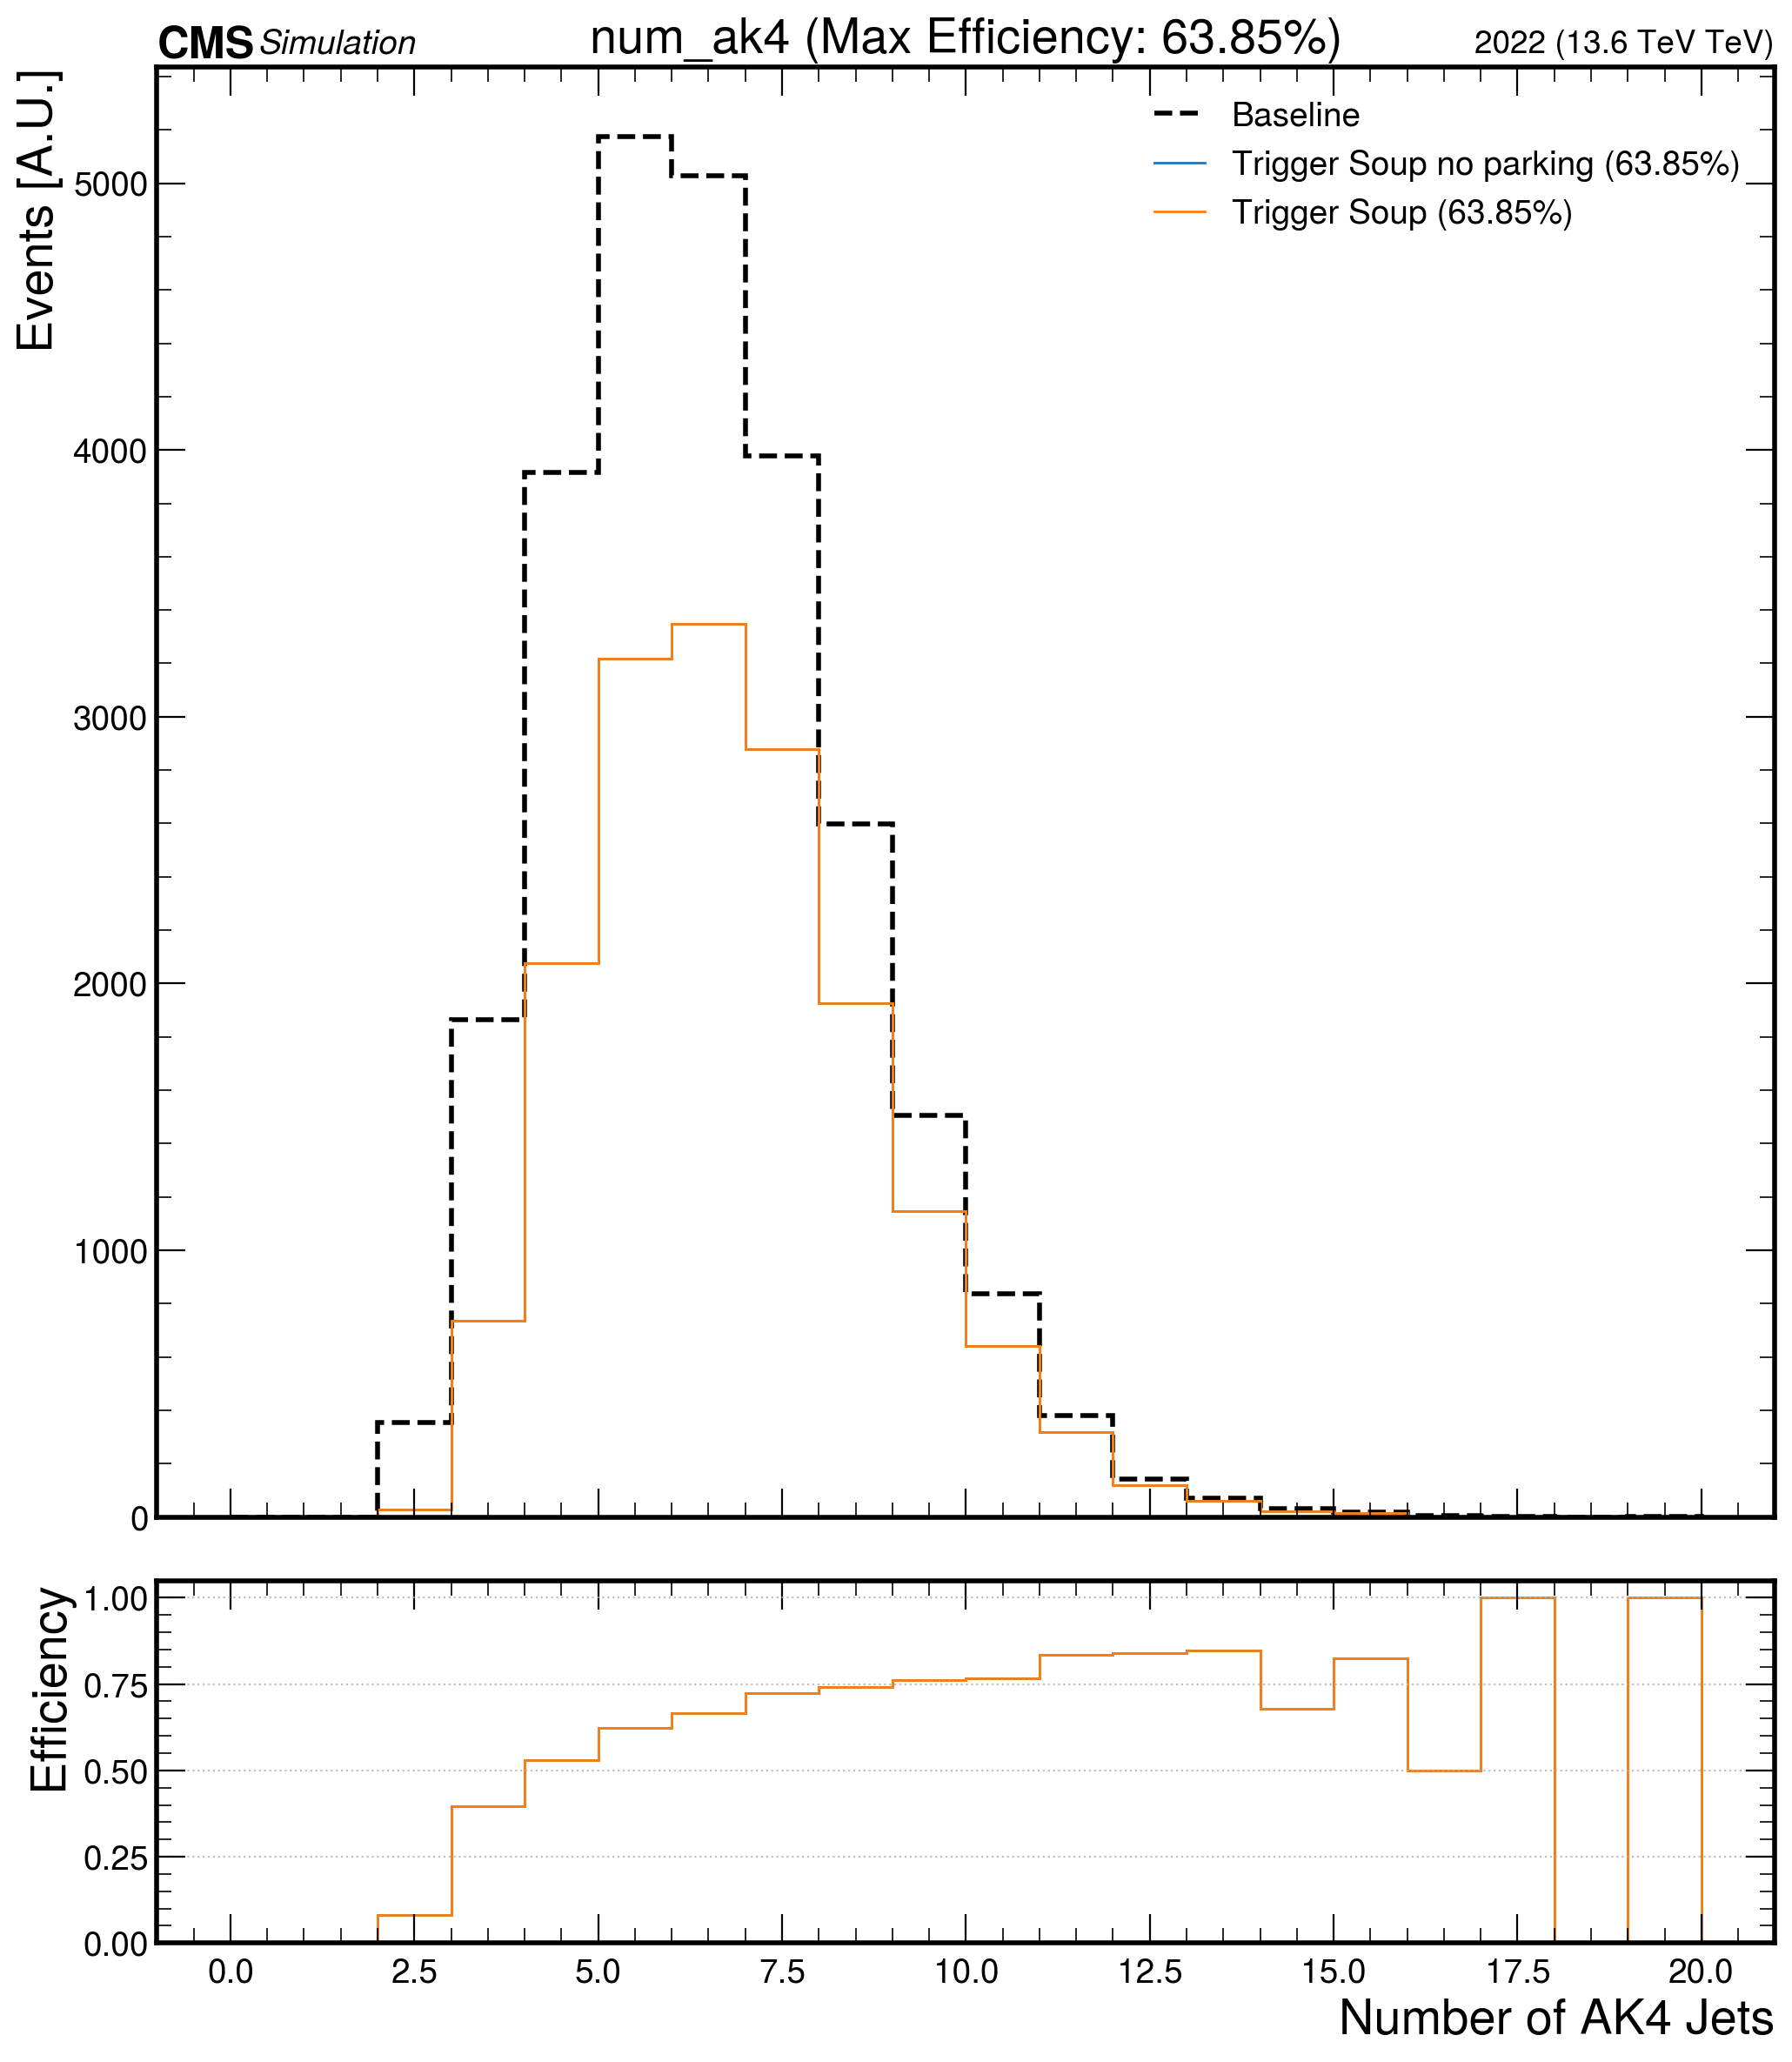 CMS Simulation num_ak4 (Max Efficiency: 63.85%) 2022 (13.6 TeV TeV)
Events [A.U.]
Baseline
Trigger Soup no parking (63.85%)
Trigger Soup (63.85%)
5000
4000
3000
2000
1000
0
Efficiency
1.00
0.75
0.50
0.25
0.00
0.0 2.5 5.0 7.5 10.0 12.5 15.0 17.5 20.0
Number of AK4 Jets